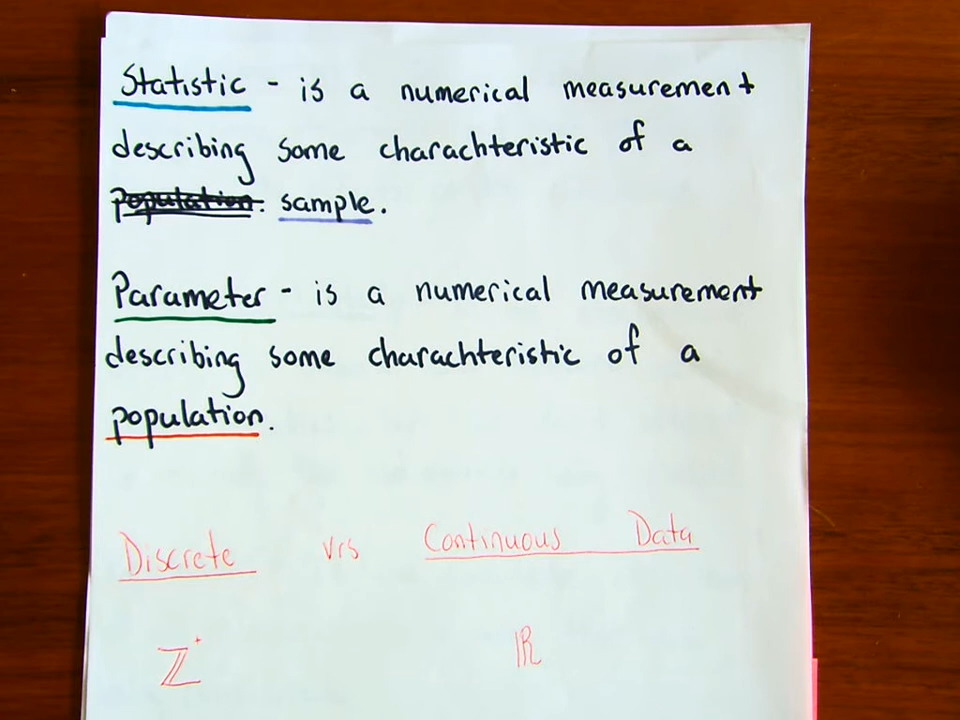 Statistic - is a numerical measurement
describing some charachteristic of a
population. sample.
Parameter - is a numerical measurement
describing some charachteristic of a
population.
Discrete vrs Continuous Data
ℤ⁺ ℝ